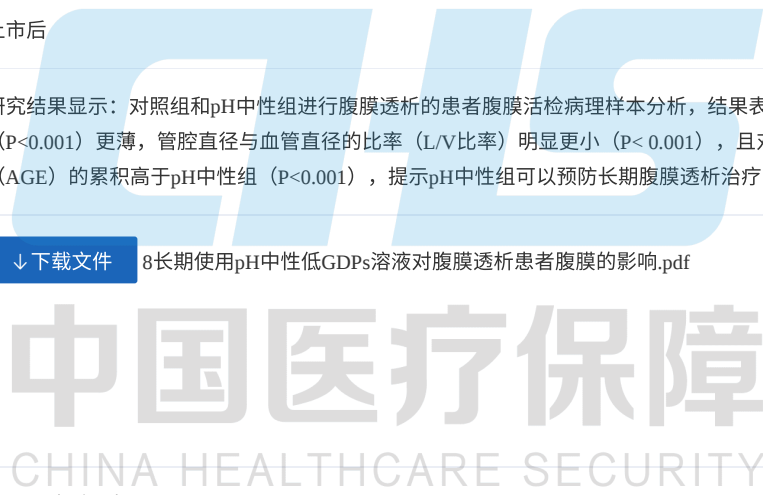 上市后
研究结果显示：对照组和pH中性组进行腹膜透析的患者腹膜活检病理样本分析，结果表
（P<0.001）更薄，管腔直径与血管直径的比率（L/V比率）明显更小（P< 0.001），且对
（AGE）的累积高于pH中性组（P<0.001），提示pH中性组可以预防长期腹膜透析治疗
↓下载文件 8长期使用pH中性低GDPs溶液对腹膜透析患者腹膜的影响.pdf
CHS
中国医疗保障
CHINA HEALTHCARE SECURITY